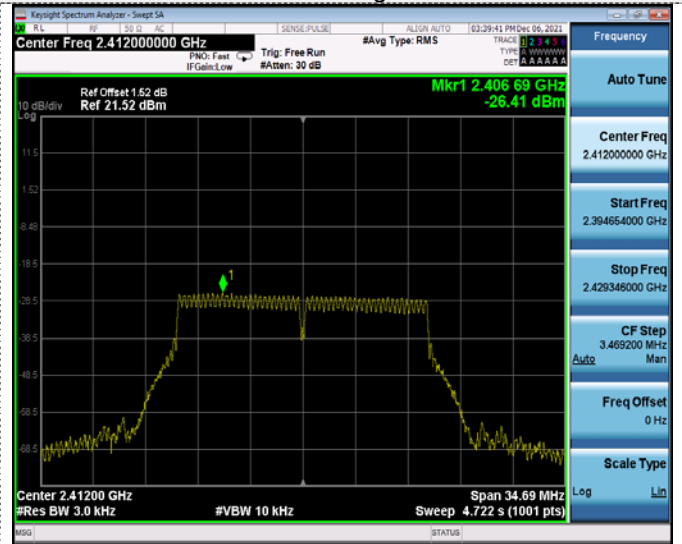 Keysight Spectrum Analyzer - Swept SA
RL RF 50 Ω AC SENSE:PULSE ALIGN AUTO 03:39:41 PM Dec 06, 2021
Center Freq 2.412000000 GHz
PNO: Fast
IFGain:Low
Trig: Free Run
#Atten: 30 dB
#Avg Type: RMS
TRACE 1 2 3 4 5 6
TYPE A WWWWW
DET A A A A A A
Ref Offset 1.52 dB
Ref 21.52 dBm
10 dB/div
Log
Mkr1 2.406 69 GHz
-26.41 dBm
11.5
1.52
-8.48
-18.5
-28.5
-38.5
-48.5
-58.5
-68.5
1
Center 2.41200 GHz
#Res BW 3.0 kHz
#VBW 10 kHz
Span 34.69 MHz
Sweep 4.722 s (1001 pts)
MSG
STATUS
Frequency
Auto Tune
Center Freq
2.412000000 GHz
Start Freq
2.394654000 GHz
Stop Freq
2.429346000 GHz
CF Step
3.469200 MHz
Auto Man
Freq Offset
0 Hz
Scale Type
Log Lin